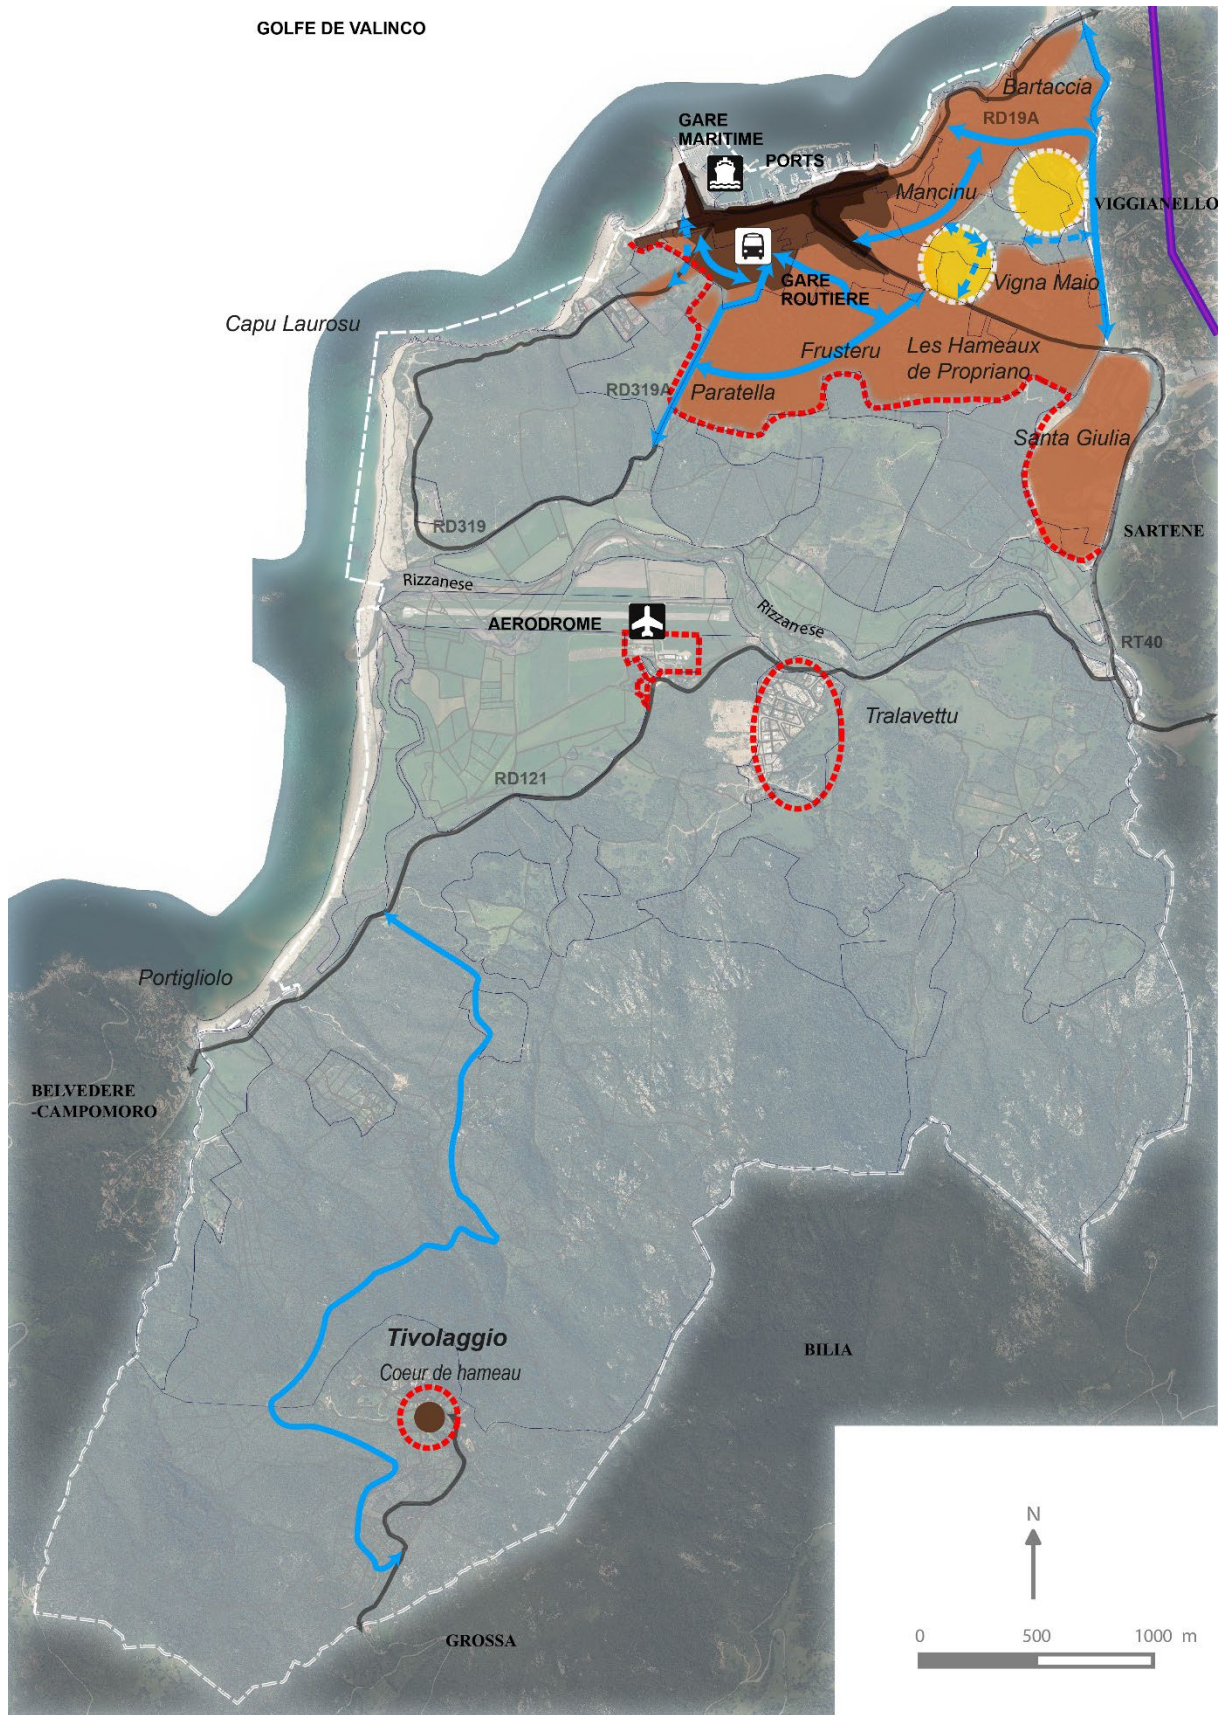 GOLFE DE VALINCO
Bartaccia
RD19A
GARE
MARITIME
PORTS
Mancinu
VIGGIANELLO
GARE
ROUTIERE
Vigna Maio
Capu Laurosu
Frusteru
Les Hameaux
de Propriano
RD319A
Paratella
Santa Giulia
RD319
SARTENE
Rizzanese
Rizzanese
AERODROME
RT40
Tralavettu
RD121
Portigliolo
BELVEDERE
-CAMPOMORO
Tivolaggio
Coeur de hameau
BILIA
GROSSA
N
0 500 1000 m